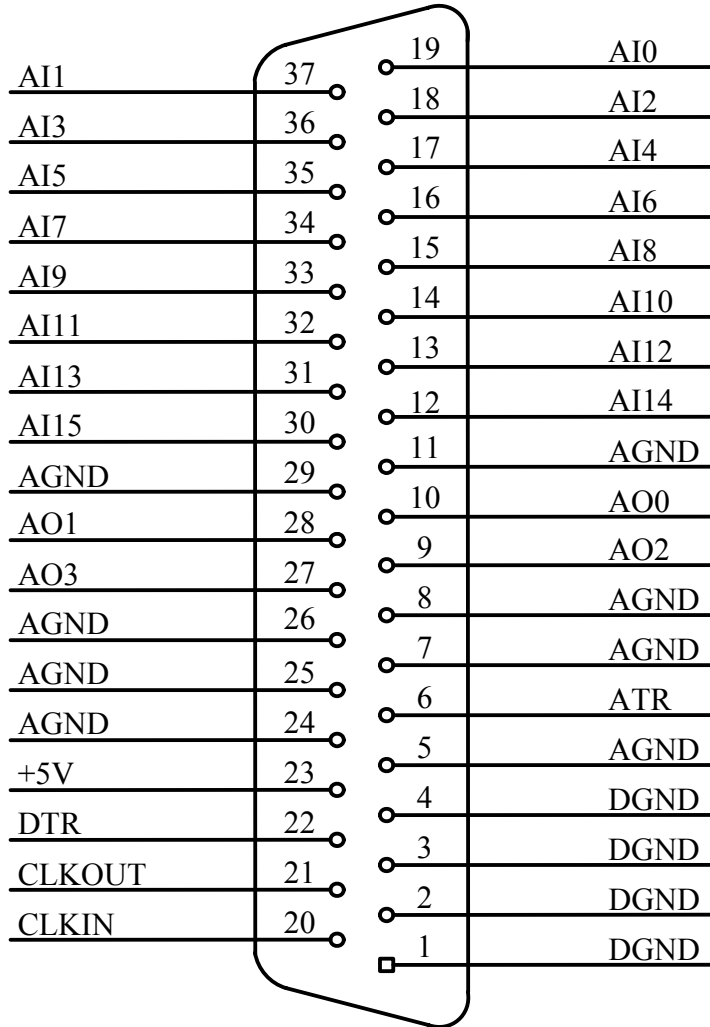 19 AI0
AI1 37
18 AI2
AI3 36
17 AI4
AI5 35
16 AI6
AI7 34
15 AI8
AI9 33
14 AI10
AI11 32
13 AI12
AI13 31
12 AI14
AI15 30
11 AGND
AGND 29
10 AO0
AO1 28
9 AO2
AO3 27
8 AGND
AGND 26
7 AGND
AGND 25
6 ATR
AGND 24
5 AGND
+5V 23
4 DGND
DTR 22
3 DGND
CLKOUT 21
2 DGND
CLKIN 20
1 DGND